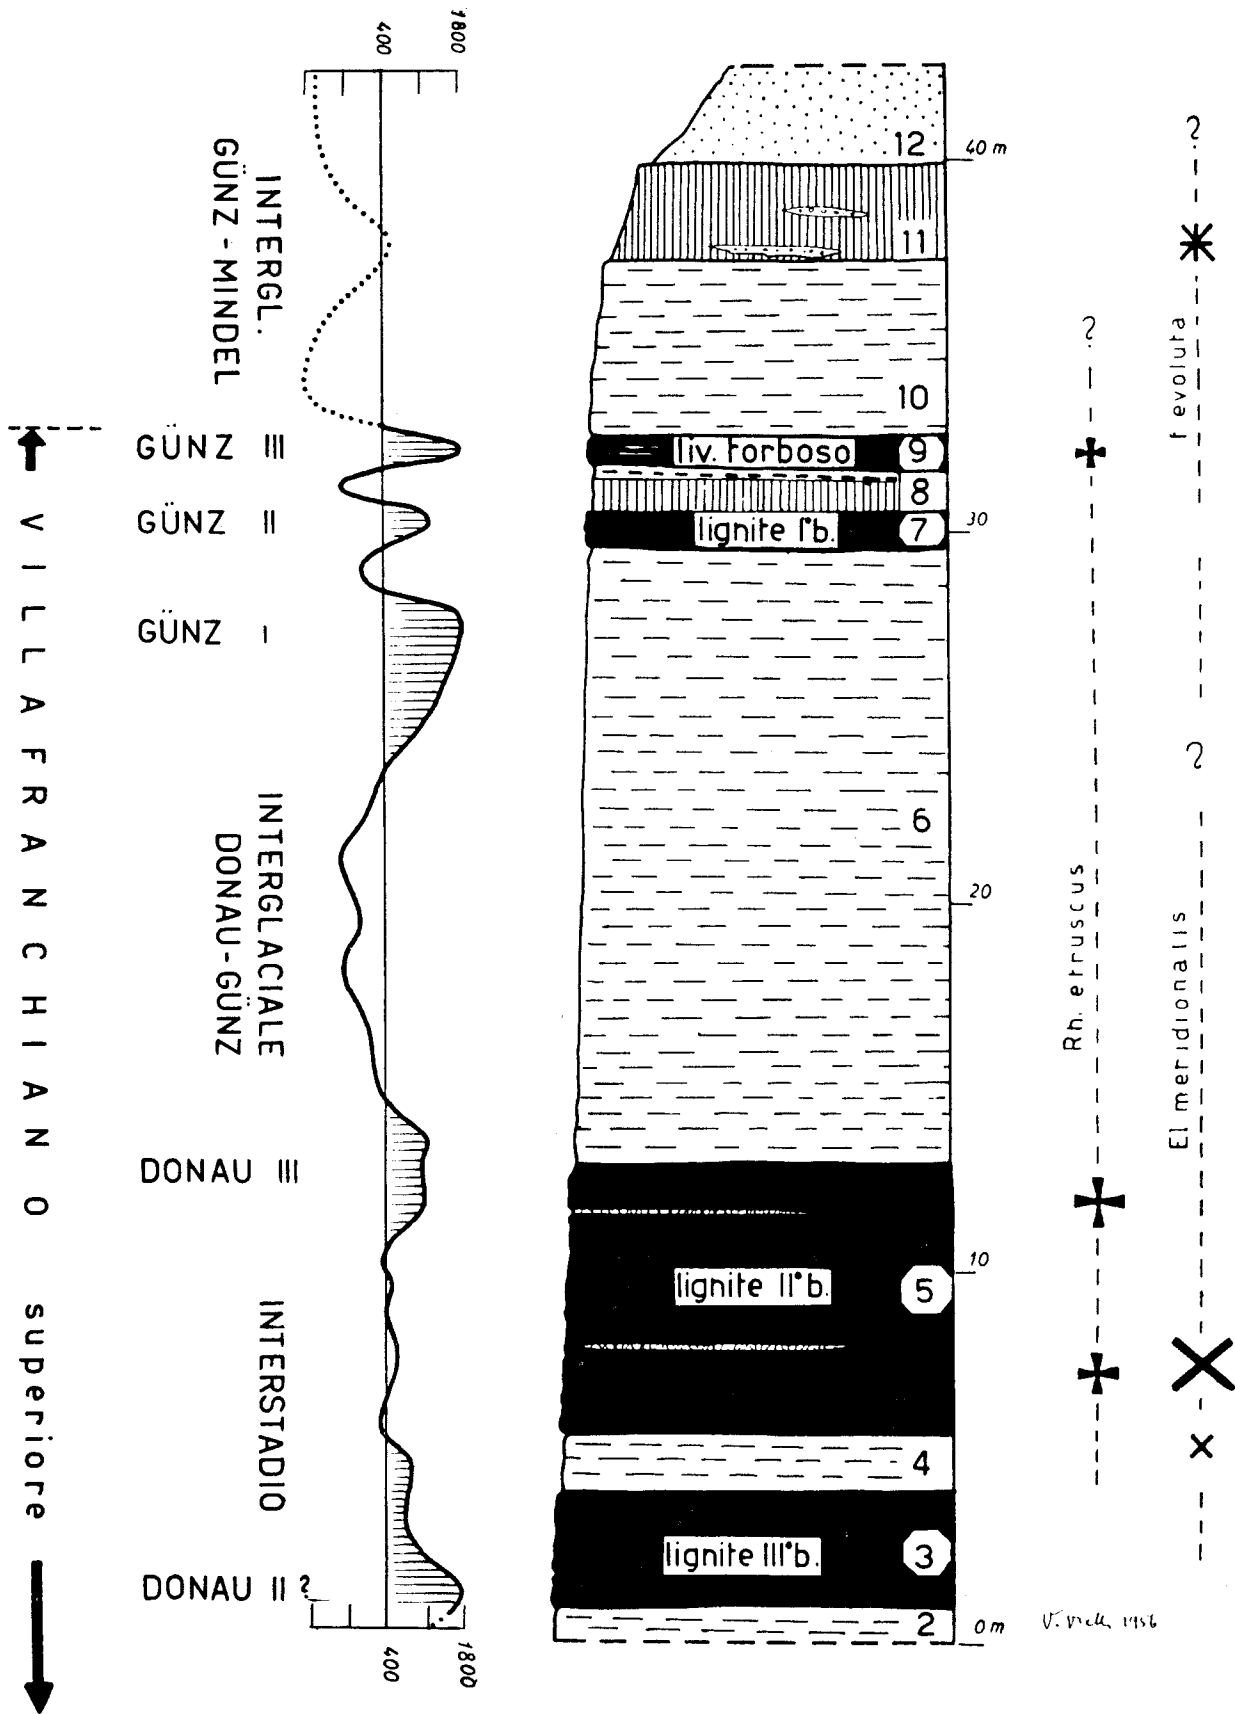 400
1800
INTERGL.
GÜNZ-MINDEL
GÜNZ III
GÜNZ II
GÜNZ I
INTERGLACIALE
DONAU-GÜNZ
DONAU III
INTERSTADIO
DONAU II ?
400
1800
VILLAFRANCHIANO superiore
12
11
10
liv. torboso 9
8
lignite I°b. 7
6
lignite II°b. 5
4
lignite III°b. 3
2
40 m
30
20
10
0 m
?
Rh. etruscus
?
f evoluta
?
El meridionalis
1956